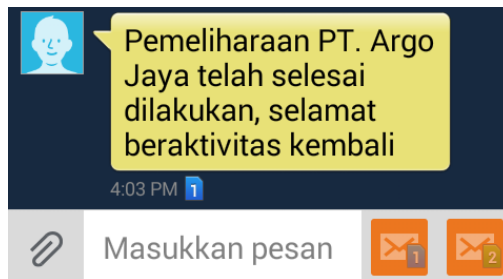 Pemeliharaan PT. Argo
Jaya telah selesai
dilakukan, selamat
beraktivitas kembali
4:03 PM 1
Masukkan pesan
1
2